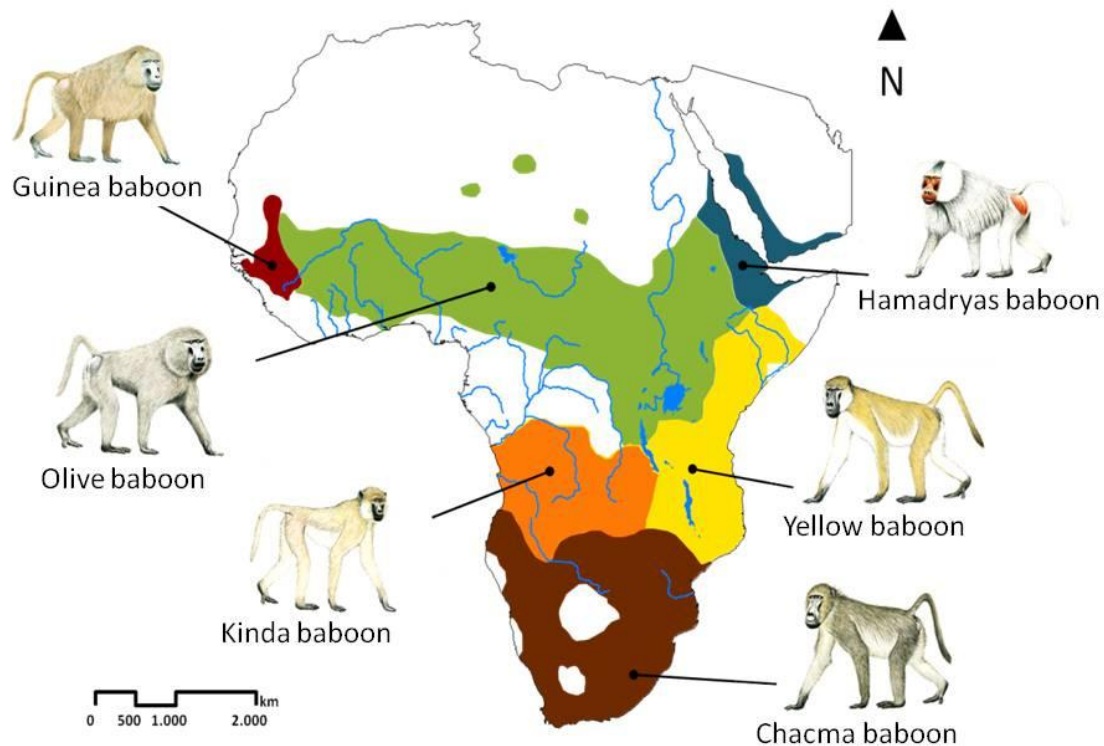 N
Guinea baboon
Hamadryas baboon
Olive baboon
Yellow baboon
Kinda baboon
Chacma baboon
km
0 500 1.000 2.000